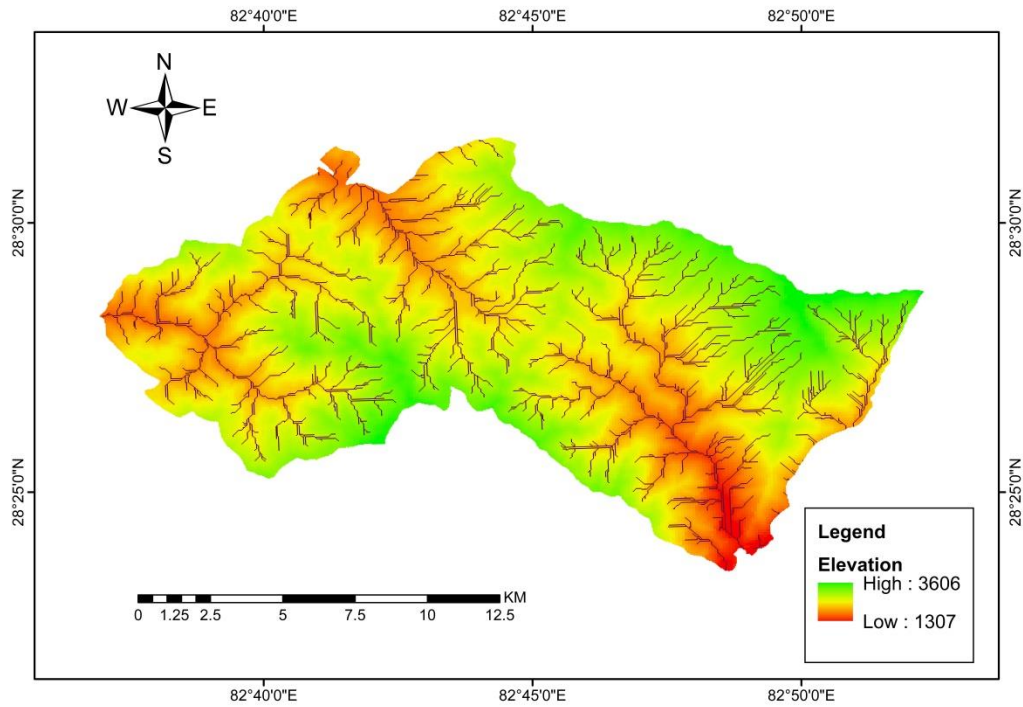 82°40'0"E 82°45'0"E 82°50'0"E
N
W E
S
28°30'0"N 28°30'0"N
28°25'0"N 28°25'0"N
Legend
Elevation
High : 3606
Low : 1307
KM
0 1.25 2.5 5 7.5 10 12.5
82°40'0"E 82°45'0"E 82°50'0"E